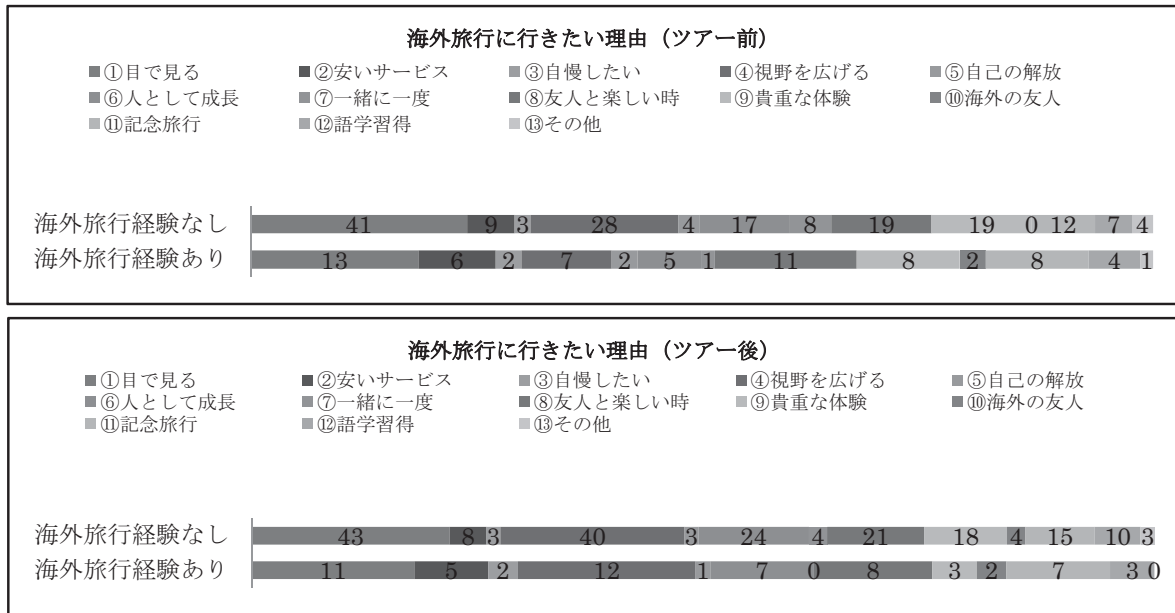 海外旅行に行きたい理由（ツアー前）
■①目で見る ■②安いサービス ■③自慢したい ■④視野を広げる ■⑤自己の解放
■⑥人として成長 ■⑦一緒に一度 ■⑧友人と楽しい時 ■⑨貴重な体験 ■⑩海外の友人
■⑪記念旅行 ■⑫語学習得 ■⑬その他
海外旅行経験なし 41 9 3 28 4 17 8 19 19 0 12 7 4
海外旅行経験あり 13 6 2 7 2 5 1 11 8 2 8 4 1
海外旅行に行きたい理由（ツアー後）
■①目で見る ■②安いサービス ■③自慢したい ■④視野を広げる ■⑤自己の解放
■⑥人として成長 ■⑦一緒に一度 ■⑧友人と楽しい時 ■⑨貴重な体験 ■⑩海外の友人
■⑪記念旅行 ■⑫語学習得 ■⑬その他
海外旅行経験なし 43 8 3 40 3 24 4 21 18 4 15 10 3
海外旅行経験あり 11 5 2 12 1 7 0 8 3 2 7 3 0